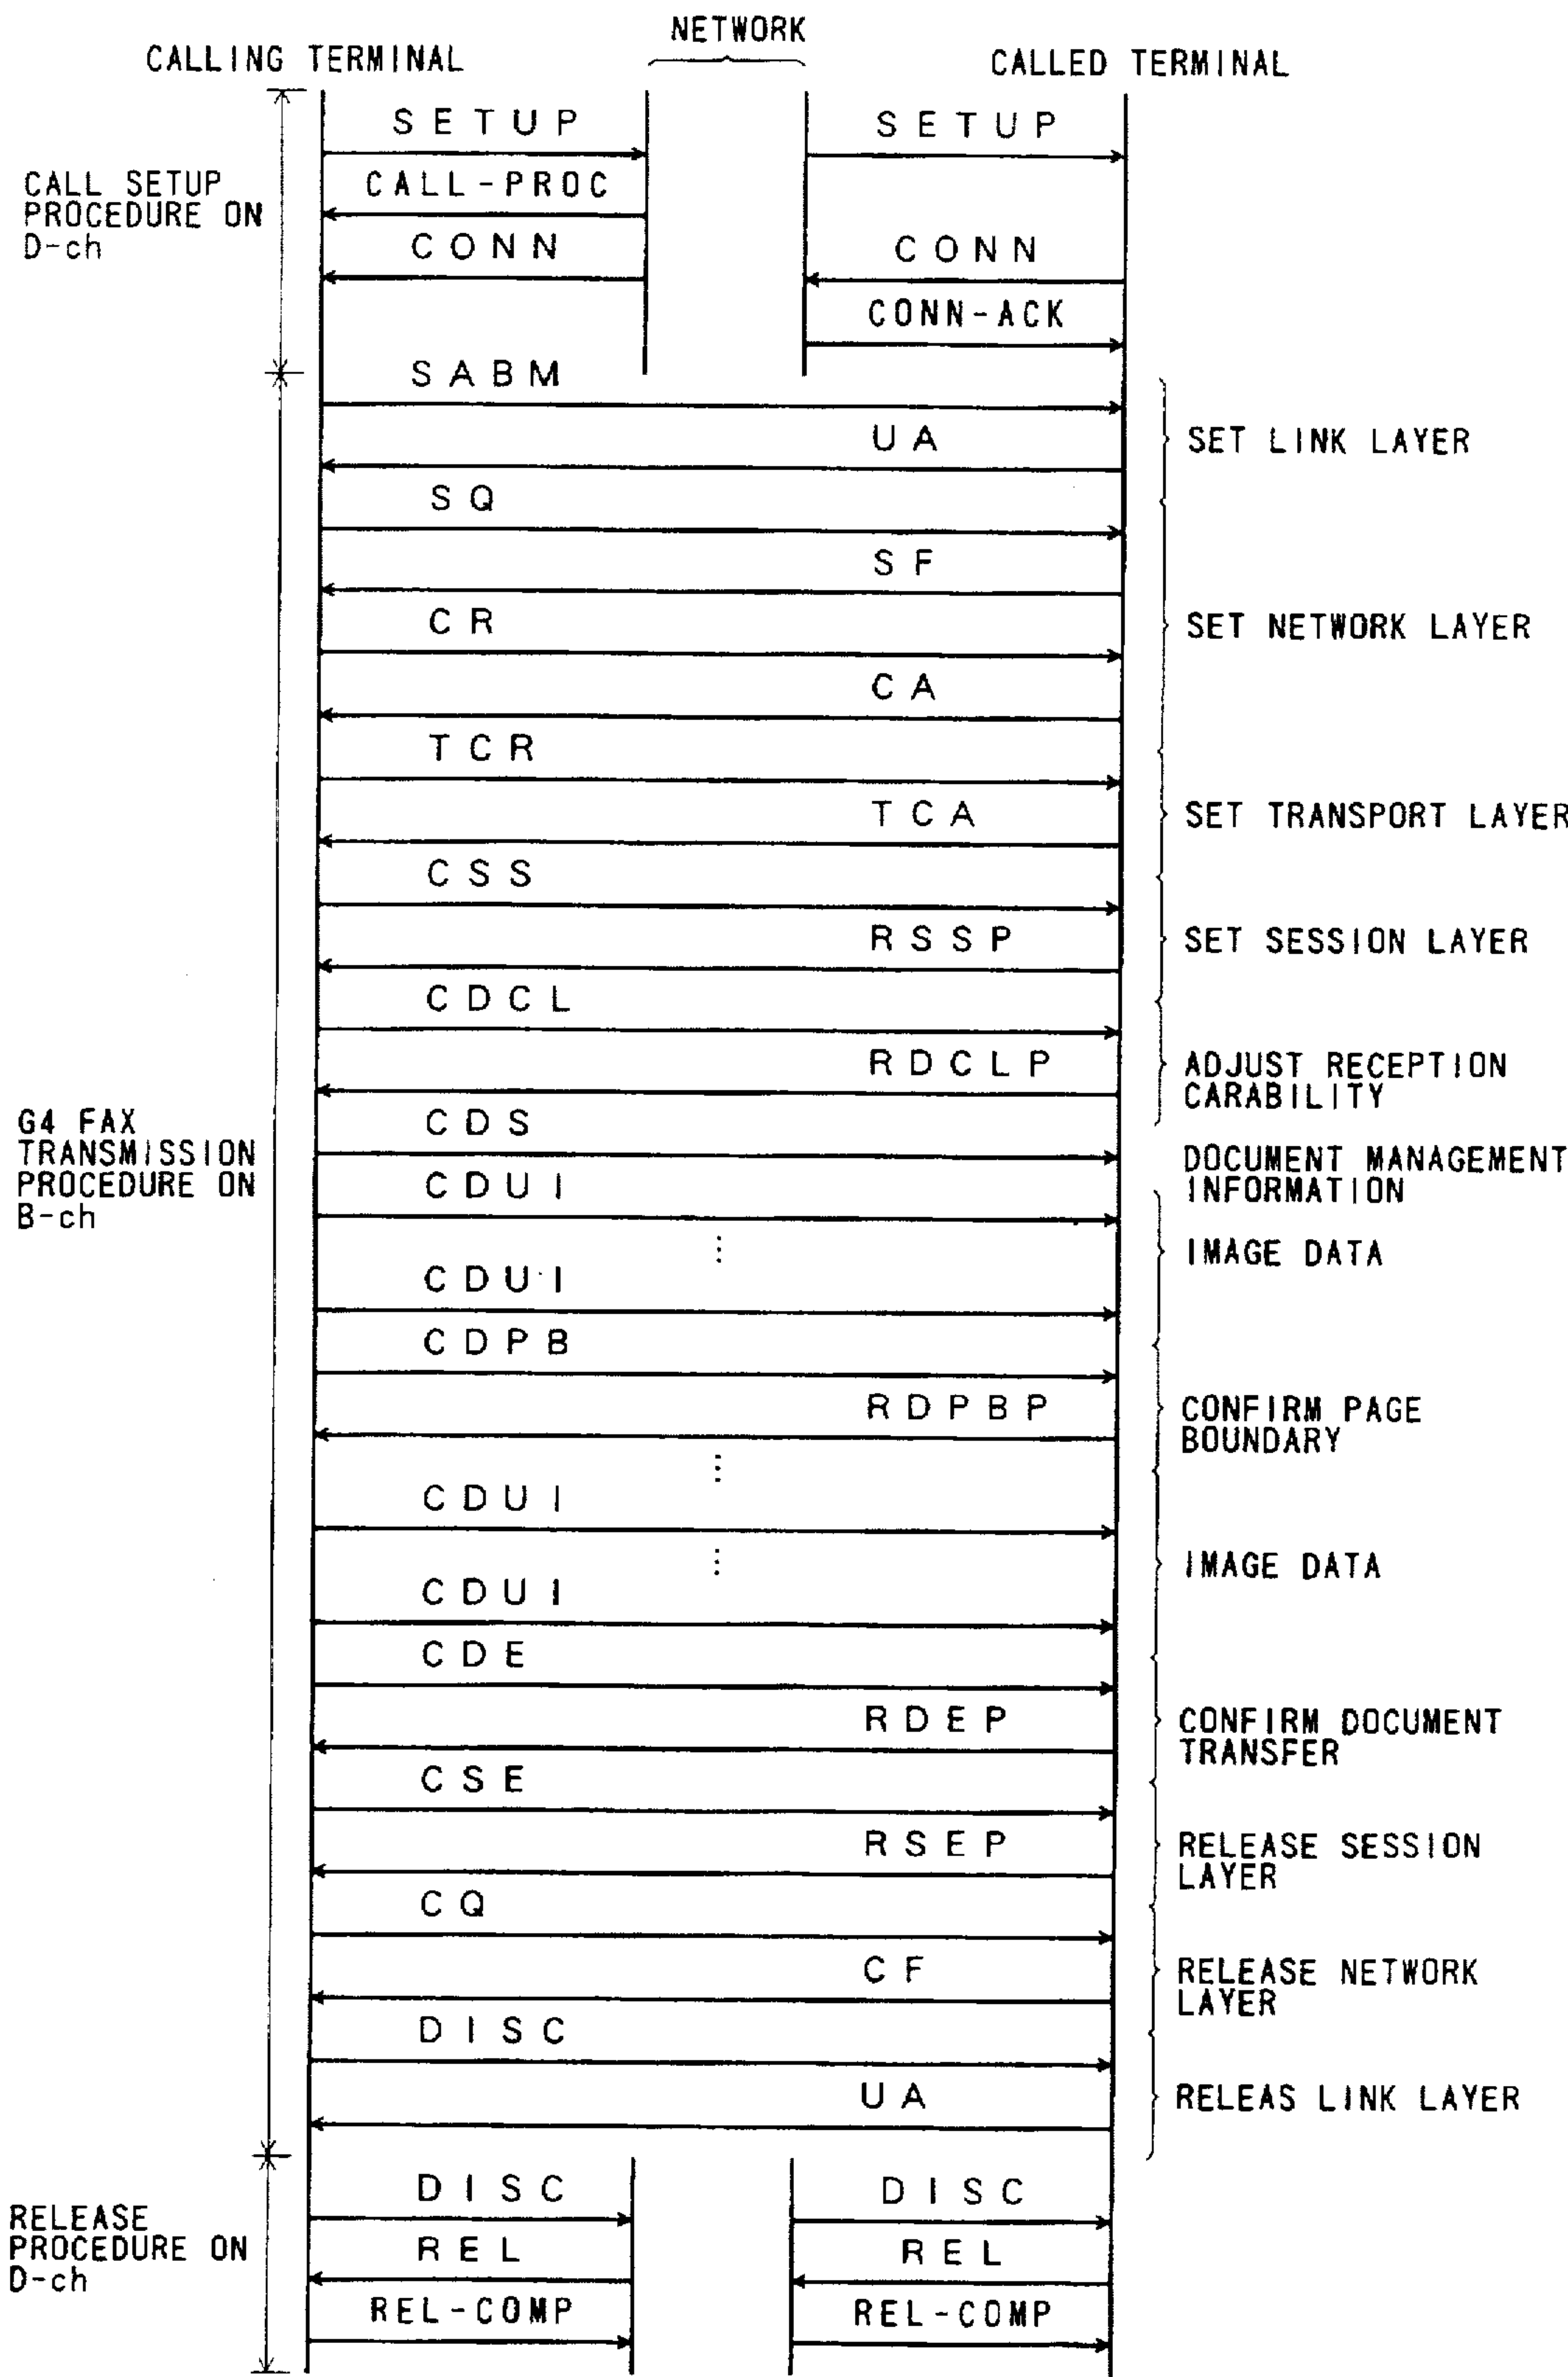 NETWORK
CALLING TERMINAL
CALLED TERMINAL
SETUP
SETUP
CALL SETUP
PROCEDURE ON
D-ch
CALL-PROC
CONN
CONN
CONN-ACK
SABM
UA
SET LINK LAYER
SQ
SF
CR
SET NETWORK LAYER
CA
TCR
TCA
SET TRANSPORT LAYER
CSS
RSSP
SET SESSION LAYER
CDCL
RDCLP
ADJUST RECEPTION
CARABILITY
G4 FAX
TRANSMISSION
PROCEDURE ON
B-ch
CDS
DOCUMENT MANAGEMENT
INFORMATION
CDUI
IMAGE DATA
CDUI
CDPB
RDPBP
CONFIRM PAGE
BOUNDARY
CDUI
IMAGE DATA
CDUI
CDE
RDEP
CONFIRM DOCUMENT
TRANSFER
CSE
RSEP
RELEASE SESSION
LAYER
CQ
CF
RELEASE NETWORK
LAYER
DISC
UA
RELEAS LINK LAYER
DISC
DISC
RELEASE
PROCEDURE ON
D-ch
REL
REL
REL-COMP
REL-COMP